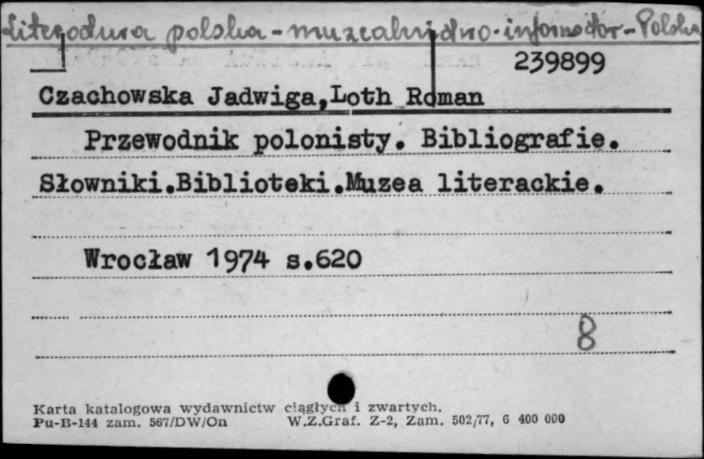 Literatura polska - muzealnictwo - informator - Polska
239899
Czachowska Jadwiga,Loth Roman
Przewodnik polonisty. Bibliografie.
Słowniki.Biblioteki.Muzea literackie.
Wrocław 1974 s.620
8
Karta katalogowa wydawnictw ciągłych i zwartych.
Pu-B-144 zam. 567/DW/On W.Z.Graf. Z-2, Zam. 502/77, 6 400 000